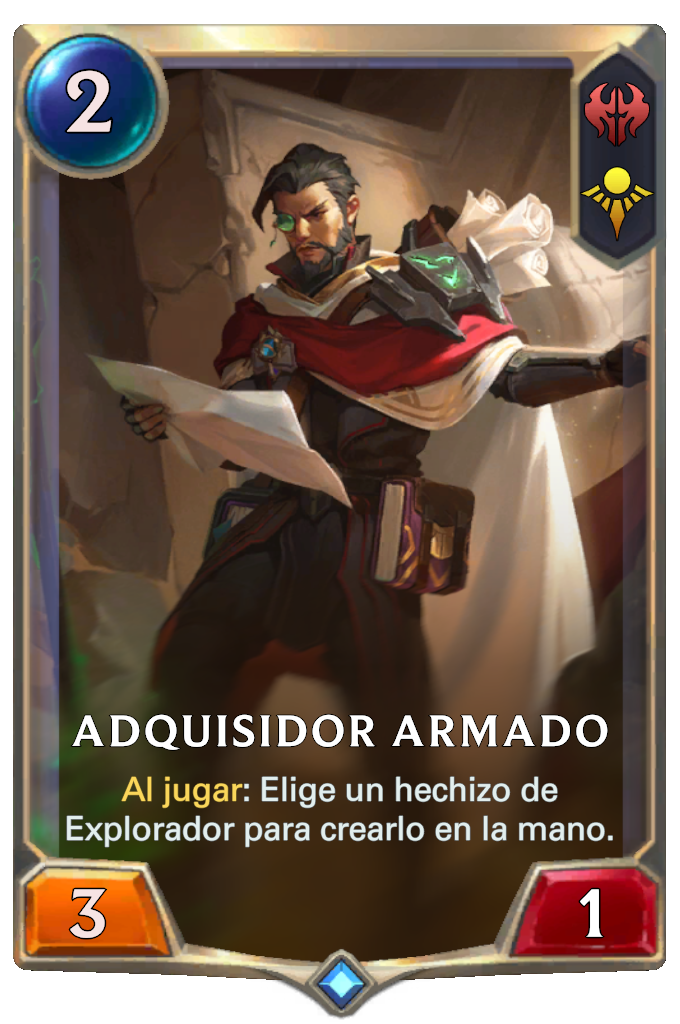 2
ADQUISIDOR ARMADO
Al jugar: Elige un hechizo de
Explorador para crearlo en la mano.
3
1